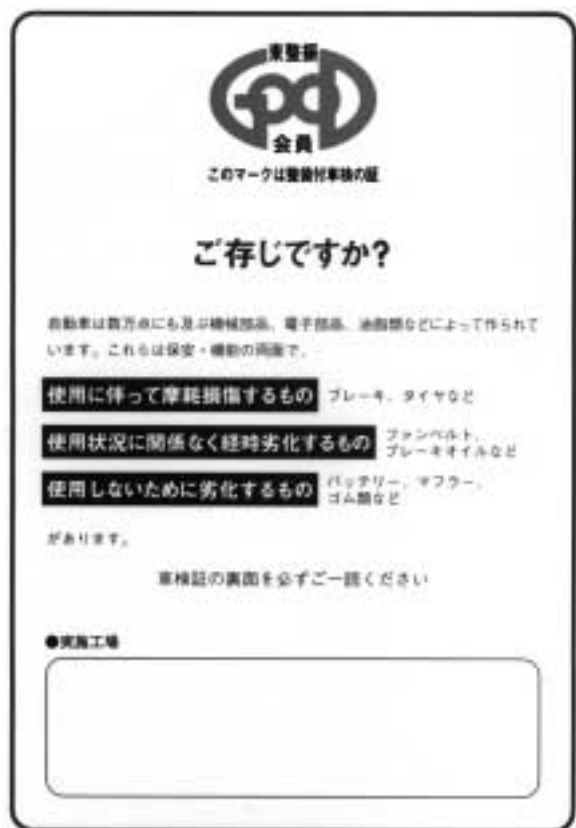 東整振
会員
このマークは整備付車検の証
ご存じですか?
自動車は数万点にも及ぶ機械部品、電子部品、油脂類などによって作られて
います。これらは保安・機能の両面で、
使用に伴って摩耗損傷するもの ブレーキ、タイヤなど
使用状況に関係なく経時劣化するもの ファンベルト、
ブレーキオイルなど
使用しないために劣化するもの バッテリー、マフラー、
ゴム類など
があります。
車検証の裏面を必ずご一読ください
●実施工場